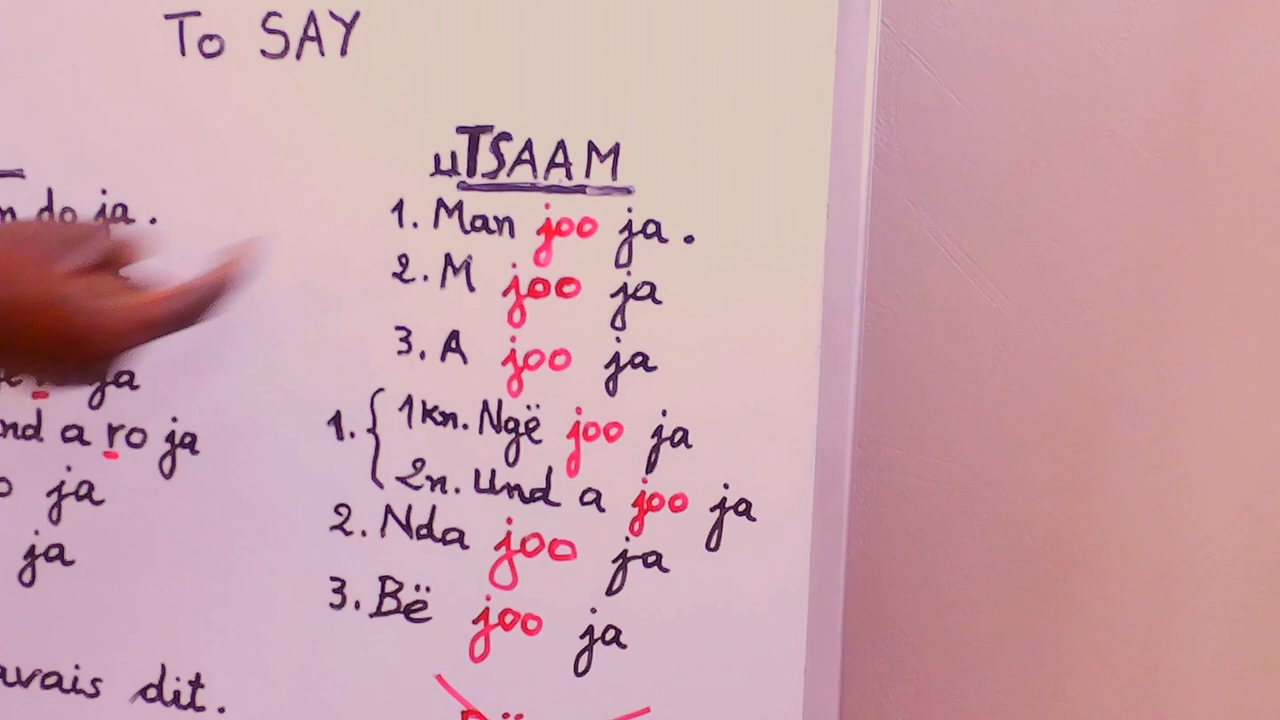 To SAY
uTSAAM
n do ja.
1. Man joo ja.
2. M joo ja
3. A joo ja
ja
1. 1kn. Ngë joo ja
nd a ro ja
2n. Und a joo ja
o ja
2. Nda joo ja
ja
3. Bë joo ja
avais dit.